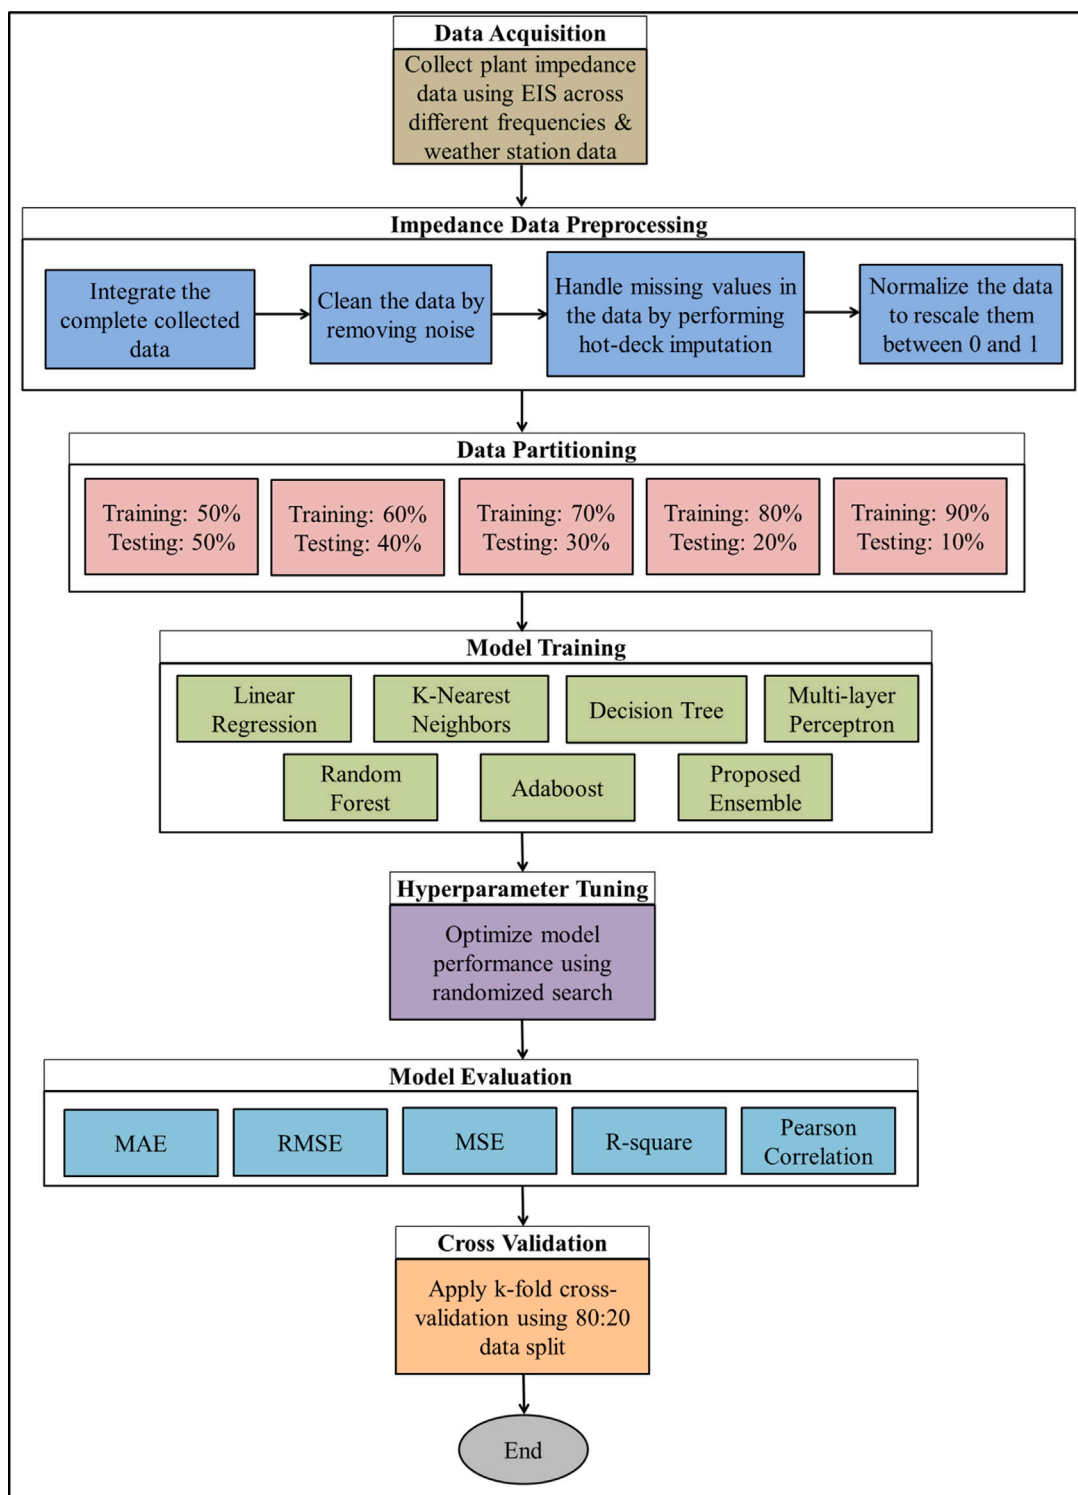 Data Acquisition
Collect plant impedance
data using EIS across
different frequencies &
weather station data
Impedance Data Preprocessing
Integrate the
complete collected
data
Clean the data by
removing noise
Handle missing values in
the data by performing
hot-deck imputation
Normalize the data
to rescale them
between 0 and 1
Data Partitioning
Training: 50%
Testing: 50%
Training: 60%
Testing: 40%
Training: 70%
Testing: 30%
Training: 80%
Testing: 20%
Training: 90%
Testing: 10%
Model Training
Linear
Regression
K-Nearest
Neighbors
Decision Tree
Multi-layer
Perceptron
Random
Forest
Adaboost
Proposed
Ensemble
Hyperparameter Tuning
Optimize model
performance using
randomized search
Model Evaluation
MAE
RMSE
MSE
R-square
Pearson
Correlation
Cross Validation
Apply k-fold cross-
validation using 80:20
data split
End